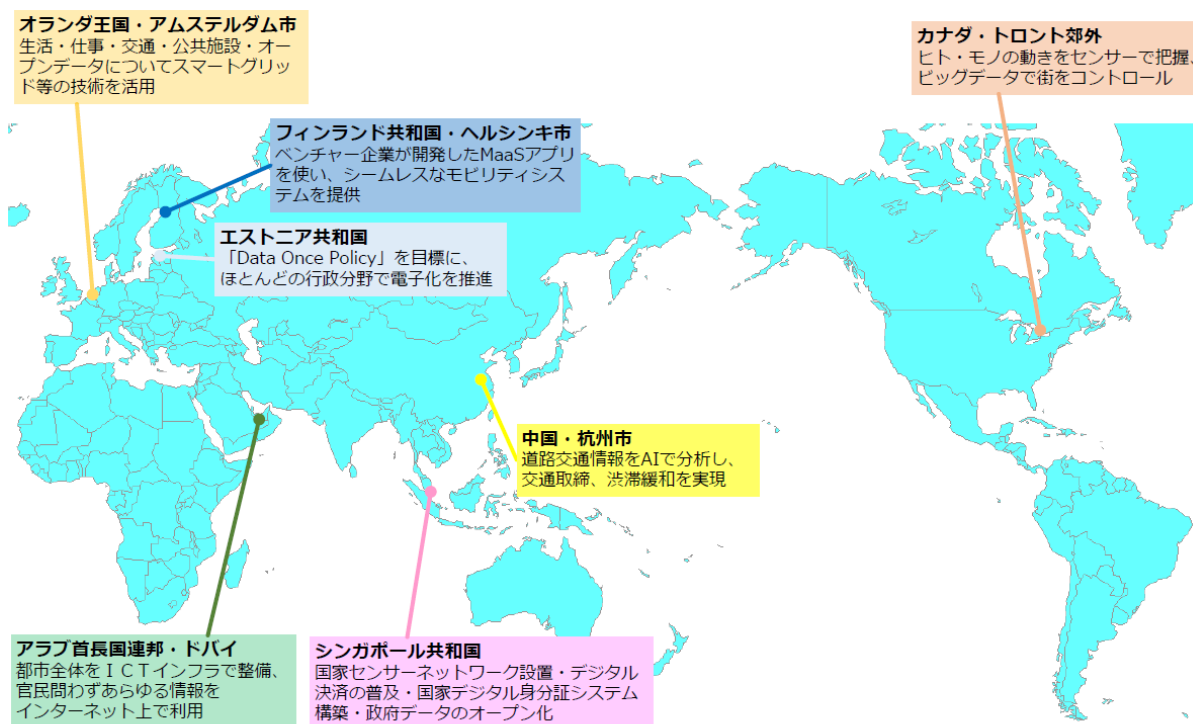 オランダ王国・アムステルダム市
生活・仕事・交通・公共施設・オー
プンデータについてスマートグリッ
ド等の技術を活用
カナダ・トロント郊外
ヒト・モノの動きをセンサーで把握、
ビッグデータで街をコントロール
フィンランド共和国・ヘルシンキ市
ベンチャー企業が開発したMaaSアプリ
を使い、シームレスなモビリティシス
テムを提供
エストニア共和国
「Data Once Policy」を目標に、
ほとんどの行政分野で電子化を推進
中国・杭州市
道路交通情報をAIで分析し、
交通取締、渋滞緩和を実現
アラブ首長国連邦・ドバイ
都市全体をＩＣＴインフラで整備、
官民問わずあらゆる情報を
インターネット上で利用
シンガポール共和国
国家センサーネットワーク設置・デジタル
決済の普及・国家デジタル身分証システム
構築・政府データのオープン化